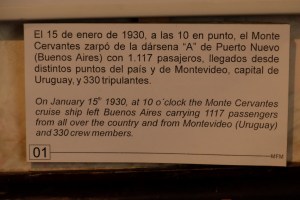 El 15 de enero de 1930, a las 10 en punto, el Monte
Cervantes zarpó de la dársena "A" de Puerto Nuevo
(Buenos Aires) con 1.117 pasajeros, llegados desde
distintos puntos del país y de Montevideo, capital de
Uruguay, y 330 tripulantes.
On January 15th 1930, at 10 o´clock the Monte Cervantes
cruise ship left Buenos Aires carrying 1117 passengers
from all over the country and from Montevideo (Uruguay)
and 330 crew members.
01